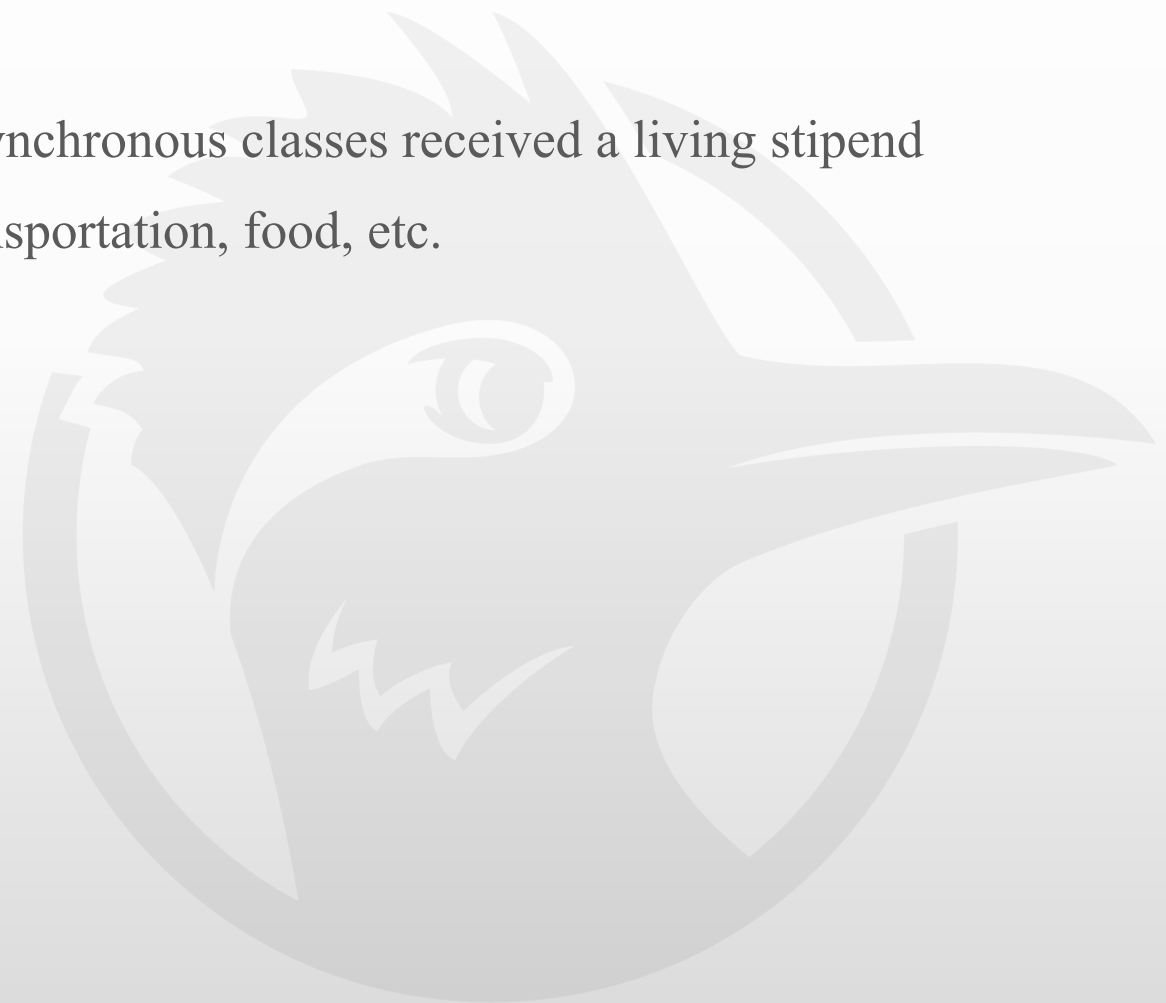 ynchronous classes received a living stipend
sportation, food, etc.